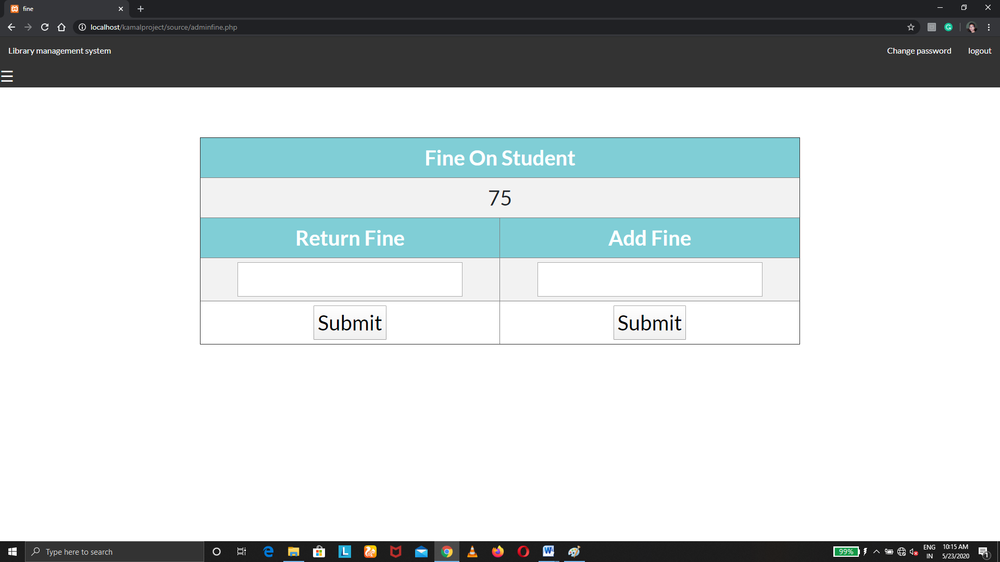 fine
localhost/kamalproject/source/adminfine.php
Library management system
Change password
logout
Fine On Student
75
Return Fine
Add Fine
Submit
Submit
Type here to search
99%
ENG
IN
10:15 AM
5/23/2020
1